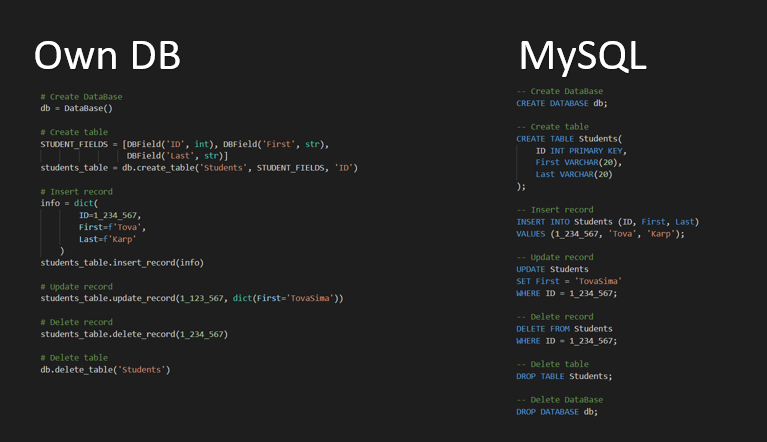 Own DB
# Create DataBase
db = DataBase()
# Create table
STUDENT_FIELDS = [DBField('ID', int), DBField('First', str),
DBField('Last', str)]
students_table = db.create_table('Students', STUDENT_FIELDS, 'ID')
# Insert record
info = dict(
ID=1_234_567,
First=f'Tova',
Last=f'Karp'
)
students_table.insert_record(info)
# Update record
students_table.update_record(1_123_567, dict(First='TovaSima'))
# Delete record
students_table.delete_record(1_234_567)
# Delete table
db.delete_table('Students')
MySQL
-- Create DataBase
CREATE DATABASE db;
-- Create table
CREATE TABLE Students(
ID INT PRIMARY KEY,
First VARCHAR(20),
Last VARCHAR(20)
);
-- Insert record
INSERT INTO Students (ID, First, Last)
VALUES (1_234_567, 'Tova', 'Karp');
-- Update record
UPDATE Students
SET First = 'TovaSima'
WHERE ID = 1_234_567;
-- Delete record
DELETE FROM Students
WHERE ID = 1_234_567;
-- Delete table
DROP TABLE Students;
-- Delete DataBase
DROP DATABASE db;